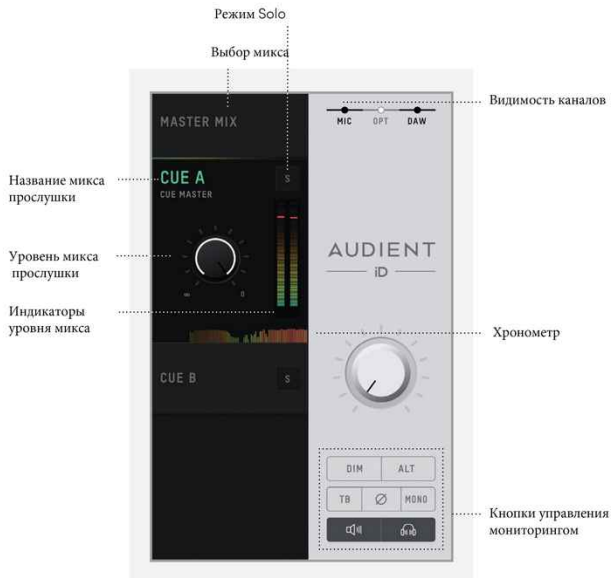 Режим Solo
Выбор микса
Видимость каналов
MASTER MIX
MIC OPT DAW
Название микса
прослушки
CUE A
S
CUE MASTER
Уровень микса
прослушки
AUDIENT
iD
∞ 0
Индикаторы
уровня микса
Хронометр
CUE B
S
DIM ALT
TB Ø MONO
Кнопки управления
мониторингом